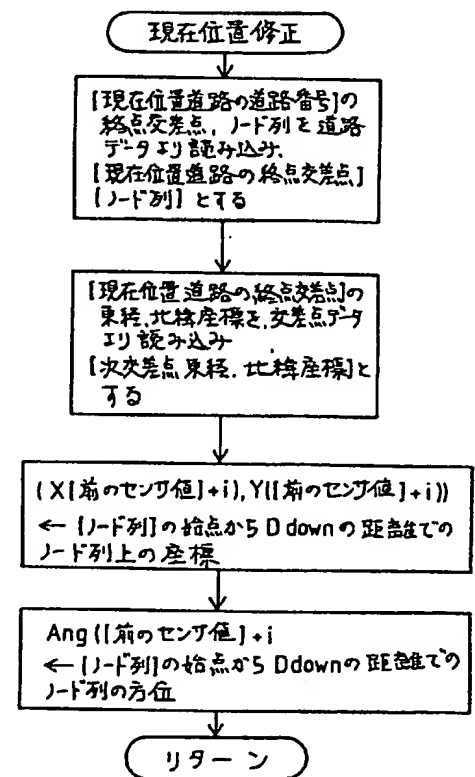 現在位置修正
[現在位置道路の道路番号]の
終点交差点, ノード列を道路
データより読み込み.
[現在位置道路の終点交差点]
[ノード列]とする
[現在位置道路の終点交差点]の
東経.北緯座標を,交差点データ
より読み込み
[次交差点東経.北緯座標]と
する
(X[前のセンサ値]+i),Y([前のセンサ値]+i))
← [ノード列]の始点からDdownの距離での
ノード列上の座標
Ang([前のセンサ値]+i
← [ノード列]の始点からDdownの距離での
ノード列の方位
リターン